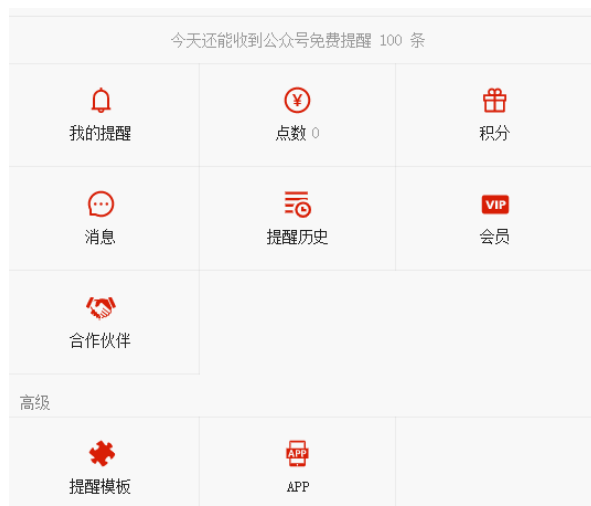 今天还能收到公众号免费提醒 100 条
我的提醒
点数 0
积分
消息
提醒历史
VIP
会员
合作伙伴
高级
提醒模板
APP
APP